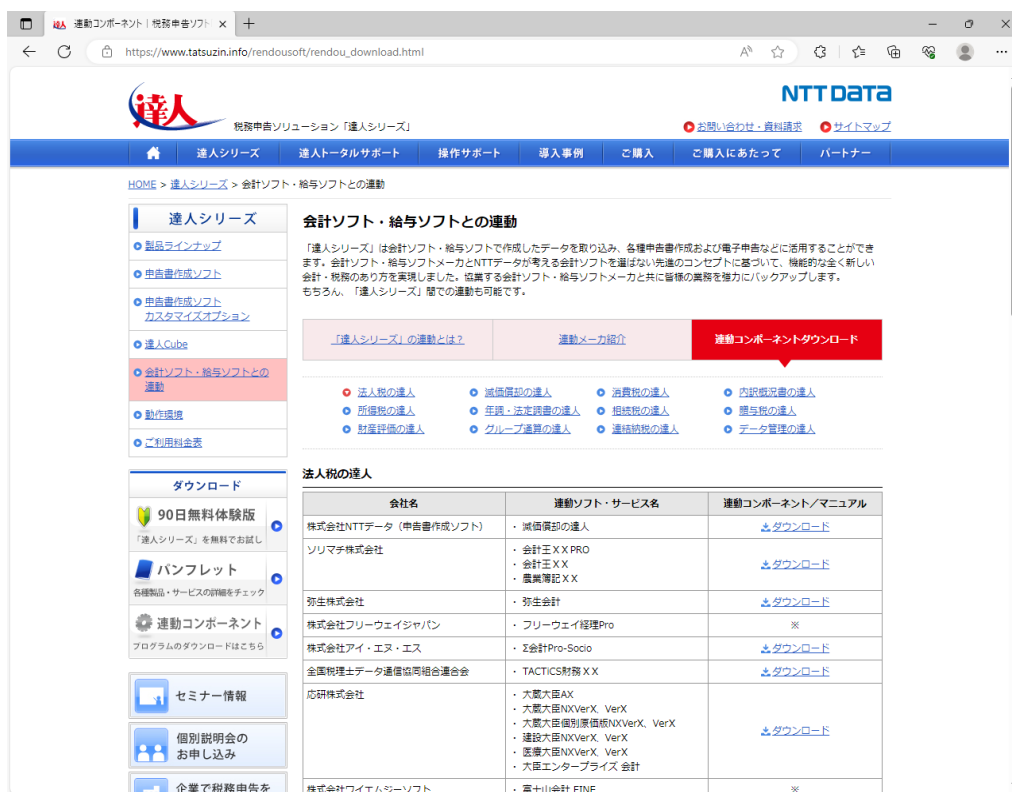 連動コンポーネント｜税務申告ソフト
https://www.tatsuzin.info/rendousoft/rendou_download.html
達人
税務申告ソリューション「達人シリーズ」
NTT DATA
お問い合わせ・資料請求 サイトマップ
達人シリーズ 達人トータルサポート 操作サポート 導入事例 ご購入 ご購入にあたって パートナー
HOME > 達人シリーズ > 会計ソフト・給与ソフトとの連動
達人シリーズ
製品ラインナップ
申告書作成ソフト
申告書作成ソフト
カスタマイズオプション
達人Cube
会計ソフト・給与ソフトとの
連動
動作環境
ご利用料金表
ダウンロード
90日無料体験版
「達人シリーズ」を無料でお試し
パンフレット
各種製品・サービスの詳細をチェック
連動コンポーネント
プログラムのダウンロードはこちら
セミナー情報
個別説明会の
お申し込み
企業で税務申告を
会計ソフト・給与ソフトとの連動
「達人シリーズ」は会計ソフト・給与ソフトで作成したデータを取り込み、各種申告書作成および電子申告などに活用することができ
ます。会計ソフト・給与ソフトメーカとNTTデータが考える会計ソフトを選ばない先進のコンセプトに基づいて、機能的な全く新しい
会計・税務のあり方を実現しました。協業する会計ソフト・給与ソフトメーカと共に皆様の業務を強力にバックアップします。
もちろん、「達人シリーズ」間での連動も可能です。
「達人シリーズ」の連動とは？ 連動メーカ紹介 連動コンポーネントダウンロード
法人税の達人 減価償却の達人 消費税の達人 内訳概況書の達人
所得税の達人 年調・法定調書の達人 相続税の達人 贈与税の達人
財産評価の達人 グループ通算の達人 連結納税の達人 データ管理の達人
法人税の達人
会社名 連動ソフト・サービス名 連動コンポーネント／マニュアル
株式会社NTTデータ（申告書作成ソフト） ・ 減価償却の達人 ダウンロード
ソリマチ株式会社 ・ 会計王ＸＸPRO
・ 会計王ＸＸ ダウンロード
・ 農業簿記ＸＸ
弥生株式会社 ・ 弥生会計 ダウンロード
株式会社フリーウェイジャパン ・ フリーウェイ経理Pro ※
株式会社アイ・エヌ・エス ・ Σ会計Pro-Socio ダウンロード
全国税理士データ通信協同組合連合会 ・ TACTiCS財務ＸＸ ダウンロード
応研株式会社 ・ 大蔵大臣AX
・ 大蔵大臣NXVerX、VerX
・ 大蔵大臣個別原価版NXVerX、VerX
・ 建設大臣NXVerX、VerX ダウンロード
・ 医療大臣NXVerX、VerX
・ 大臣エンタープライズ 会計
株式会社ワイエムジーソフト ・ 富士山会計 FINE ※